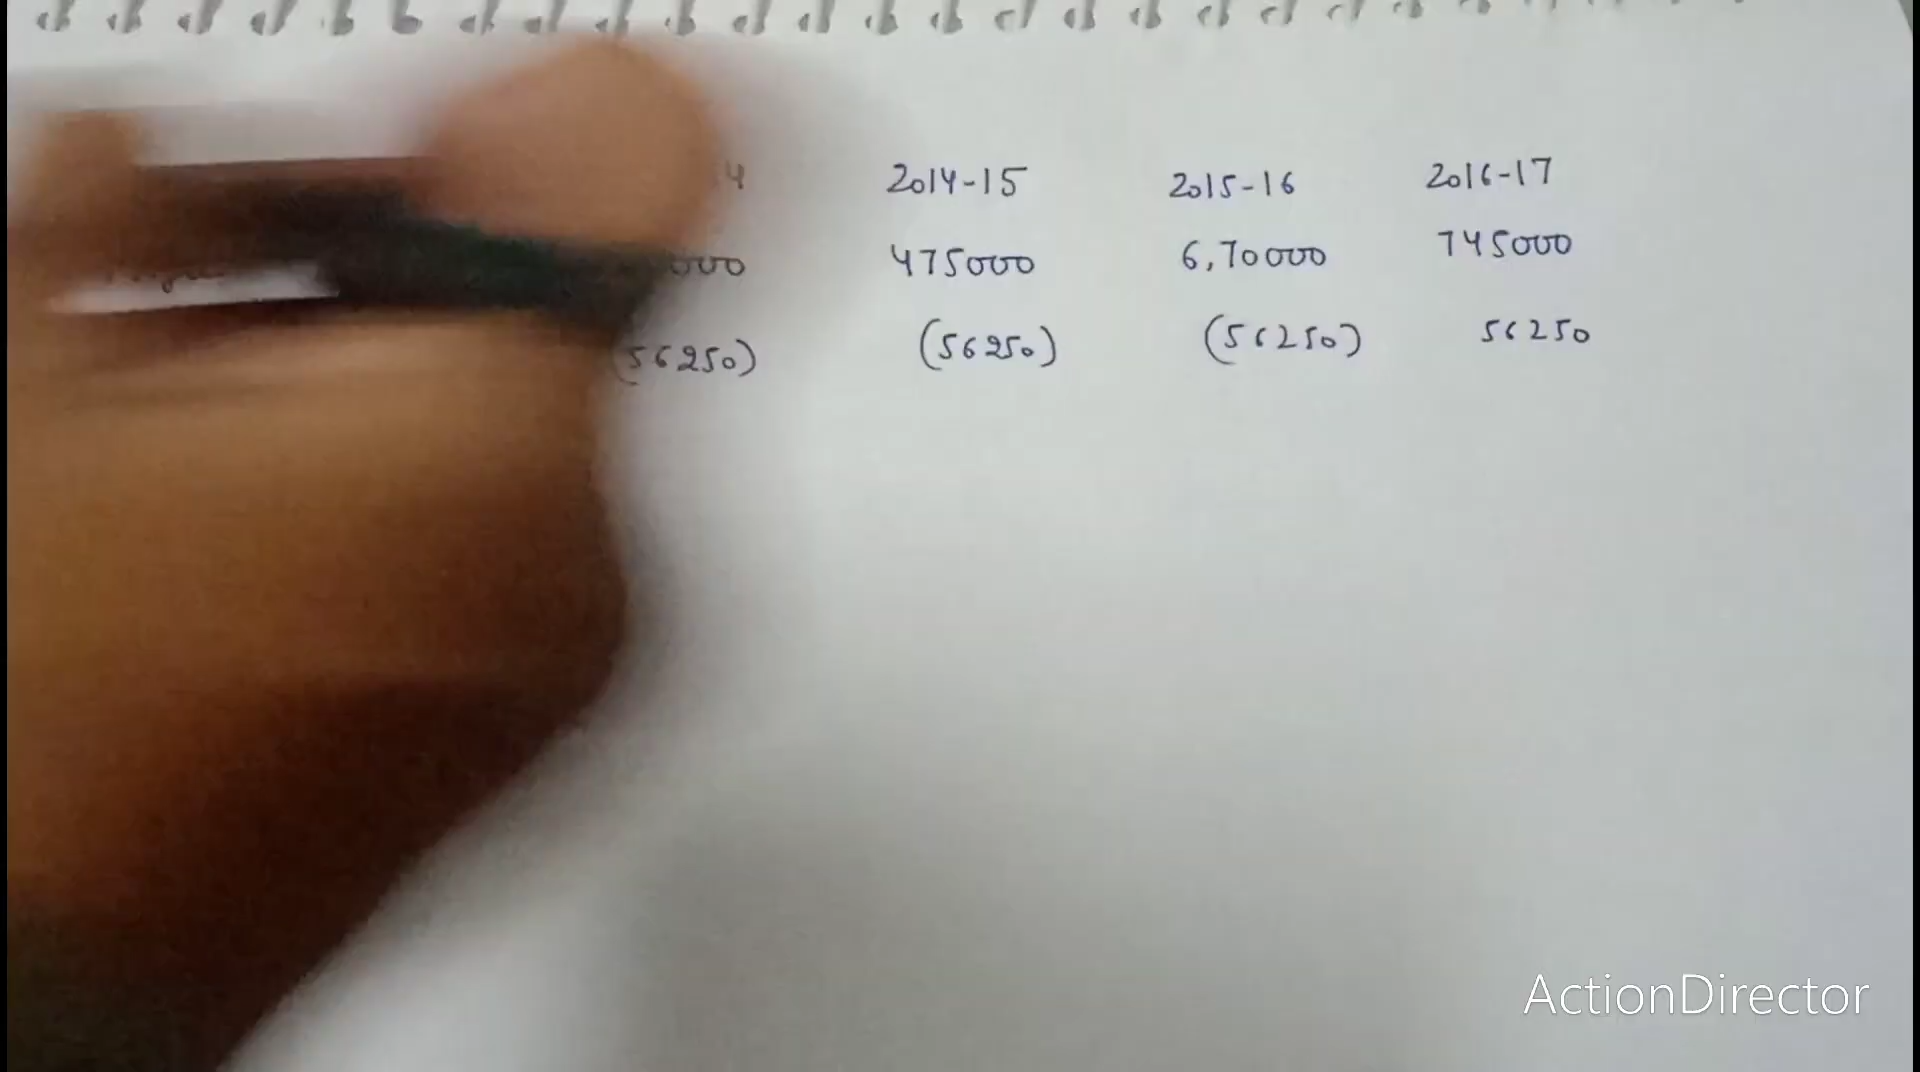 2014-15 2015-16 2016-17
475000 6,70000 745000
(56250) (56250) (56250) 56250
ActionDirector